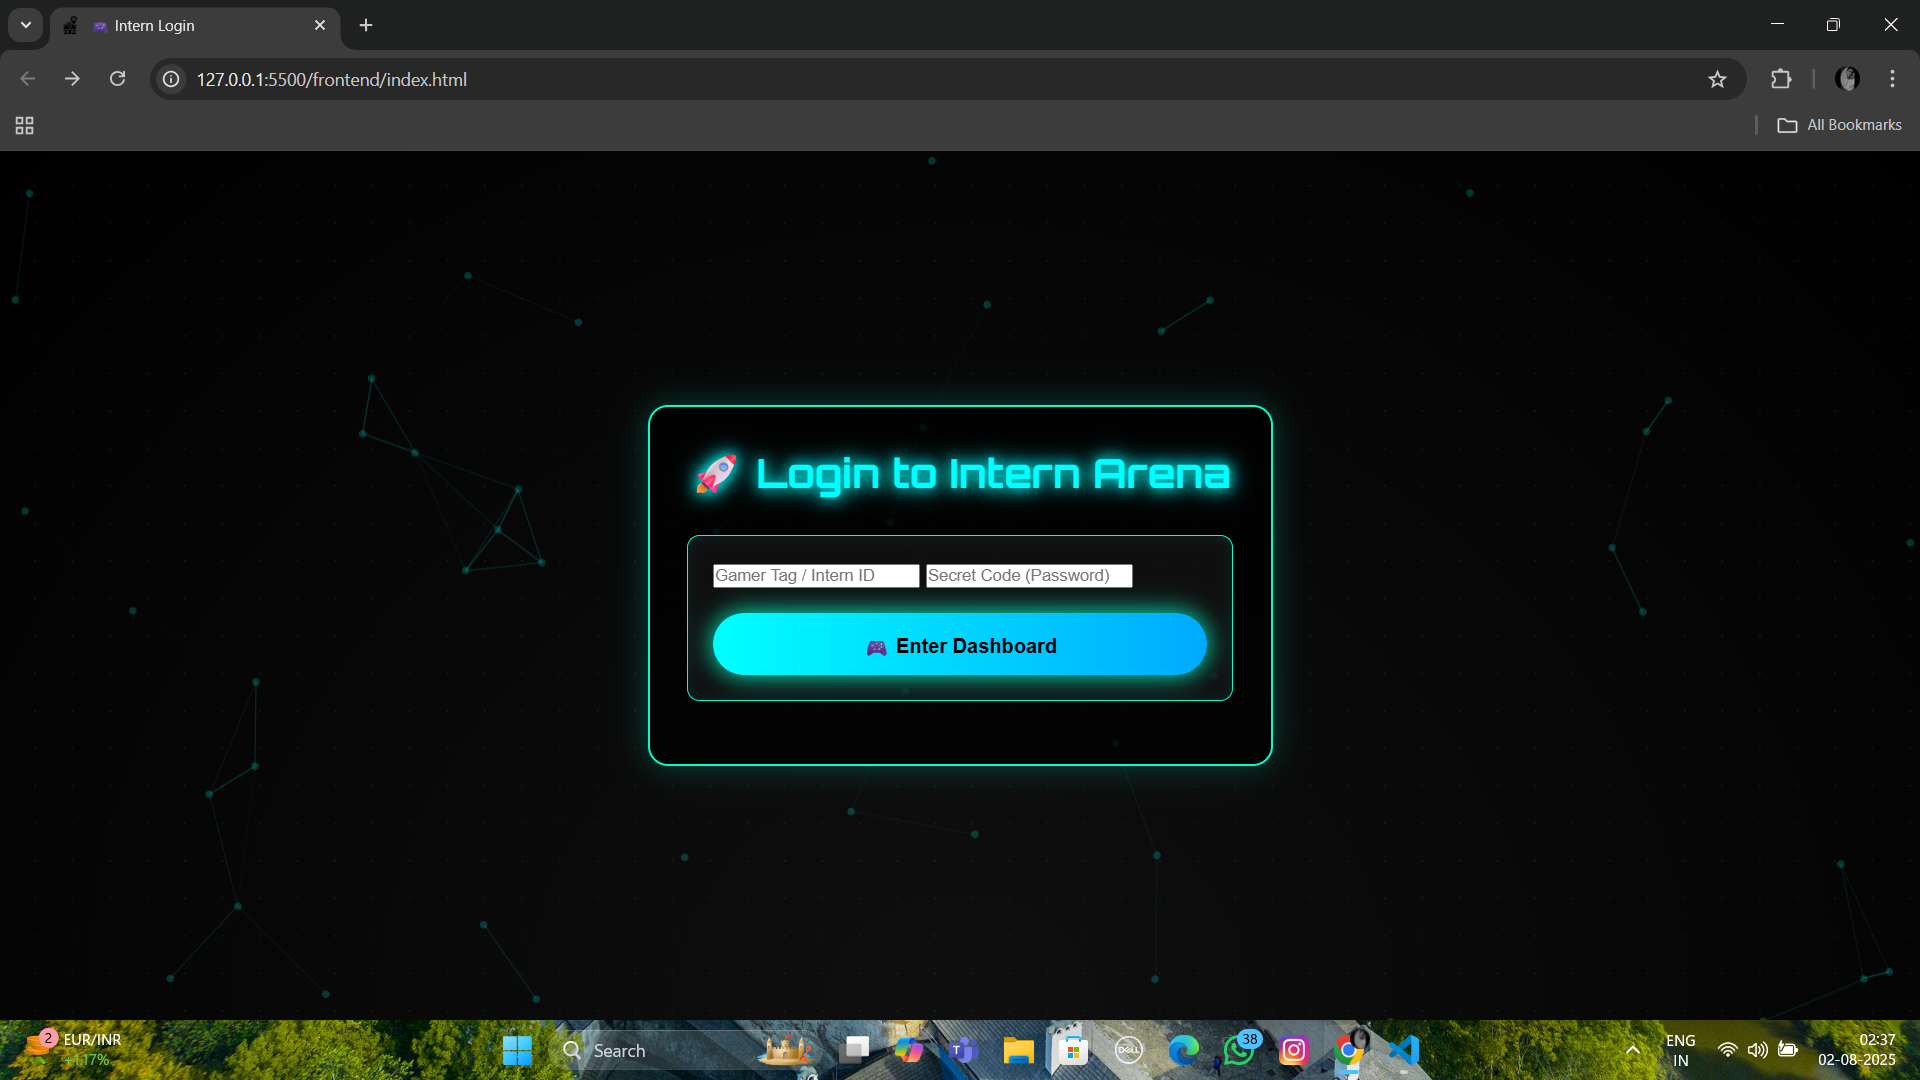 Intern Login
127.0.0.1:5500/frontend/index.html
All Bookmarks
🚀 Login to Intern Arena
Gamer Tag / Intern ID
Secret Code (Password)
🎮 Enter Dashboard
2
EUR/INR
+1.17%
Search
T
DELL
38
ENG
IN
02:37
02-08-2025